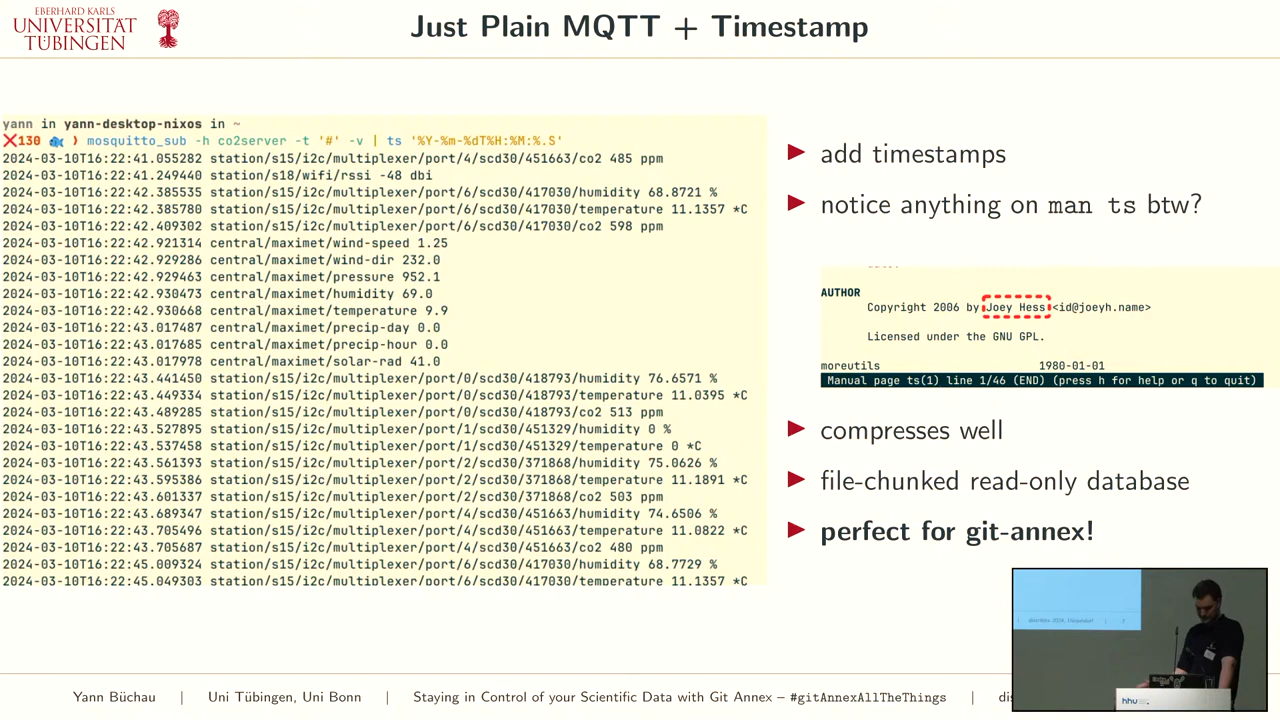 EBERHARD KARLS
UNIVERSITÄT
TÜBINGEN
Just Plain MQTT + Timestamp
yann in yann-desktop-nixos in ~
❌130 🐟 ❯ mosquitto_sub -h co2server -t '#' -v | ts '%Y-%m-%dT%H:%M:%.S'
2024-03-10T16:22:41.055282 station/s15/i2c/multiplexer/port/4/scd30/451663/co2 485 ppm
2024-03-10T16:22:41.249440 station/s18/wifi/rssi -48 dbi
2024-03-10T16:22:42.385535 station/s15/i2c/multiplexer/port/6/scd30/417030/humidity 68.8721 %
2024-03-10T16:22:42.385780 station/s15/i2c/multiplexer/port/6/scd30/417030/temperature 11.1357 *C
2024-03-10T16:22:42.409302 station/s15/i2c/multiplexer/port/6/scd30/417030/co2 598 ppm
2024-03-10T16:22:42.921314 central/maximet/wind-speed 1.25
2024-03-10T16:22:42.929286 central/maximet/wind-dir 232.0
2024-03-10T16:22:42.929463 central/maximet/pressure 952.1
2024-03-10T16:22:42.930473 central/maximet/humidity 69.0
2024-03-10T16:22:42.930668 central/maximet/temperature 9.9
2024-03-10T16:22:43.017487 central/maximet/precip-day 0.0
2024-03-10T16:22:43.017685 central/maximet/precip-hour 0.0
2024-03-10T16:22:43.017978 central/maximet/solar-rad 41.0
2024-03-10T16:22:43.441450 station/s15/i2c/multiplexer/port/0/scd30/418793/humidity 76.6571 %
2024-03-10T16:22:43.449334 station/s15/i2c/multiplexer/port/0/scd30/418793/temperature 11.0395 *C
2024-03-10T16:22:43.489285 station/s15/i2c/multiplexer/port/0/scd30/418793/co2 513 ppm
2024-03-10T16:22:43.527895 station/s15/i2c/multiplexer/port/1/scd30/451329/humidity 0 %
2024-03-10T16:22:43.537458 station/s15/i2c/multiplexer/port/1/scd30/451329/temperature 0 *C
2024-03-10T16:22:43.561393 station/s15/i2c/multiplexer/port/2/scd30/371868/humidity 75.0626 %
2024-03-10T16:22:43.595386 station/s15/i2c/multiplexer/port/2/scd30/371868/temperature 11.1891 *C
2024-03-10T16:22:43.601337 station/s15/i2c/multiplexer/port/2/scd30/371868/co2 503 ppm
2024-03-10T16:22:43.689347 station/s15/i2c/multiplexer/port/4/scd30/451663/humidity 74.6506 %
2024-03-10T16:22:43.705496 station/s15/i2c/multiplexer/port/4/scd30/451663/temperature 11.0822 *C
2024-03-10T16:22:43.705687 station/s15/i2c/multiplexer/port/4/scd30/451663/co2 480 ppm
2024-03-10T16:22:45.009324 station/s15/i2c/multiplexer/port/6/scd30/417030/humidity 68.7729 %
2024-03-10T16:22:45.049303 station/s15/i2c/multiplexer/port/6/scd30/417030/temperature 11.1357 *C
▶ add timestamps
▶ notice anything on man ts btw?
AUTHOR
Copyright 2006 by Joey Hess <id@joeyh.name>
Licensed under the GNU GPL.
moreutils 1980-01-01
Manual page ts(1) line 1/46 (END) (press h for help or q to quit)
▶ compresses well
▶ file-chunked read-only database
▶ perfect for git-annex!
hhu
Yann Büchau | Uni Tübingen, Uni Bonn | Staying in Control of your Scientific Data with Git Annex – #gitAnnexAllTheThings | dis